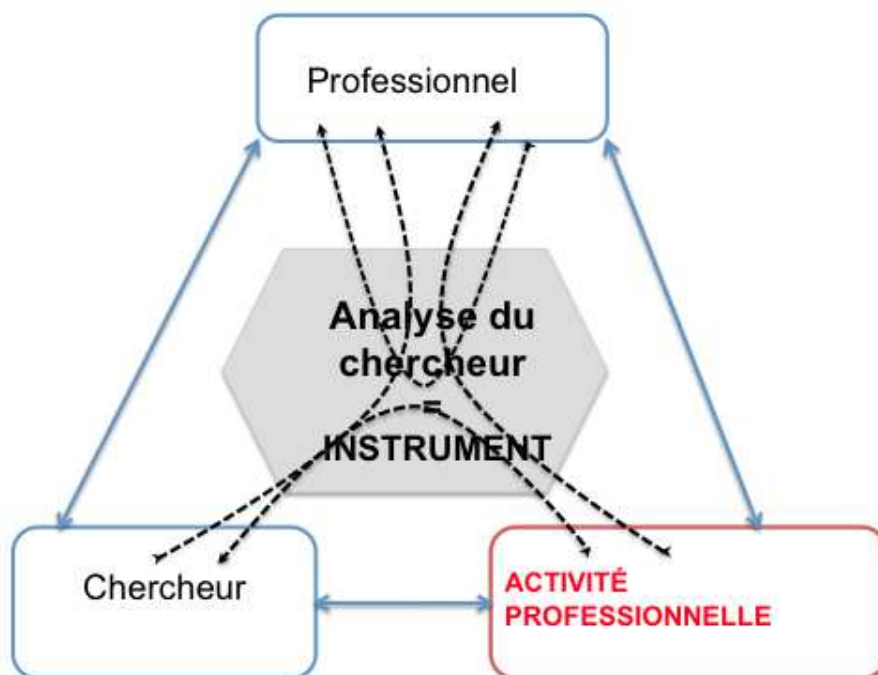 Professionnel
Analyse du
chercheur
=
INSTRUMENT
Chercheur
ACTIVITÉ
PROFESSIONNELLE